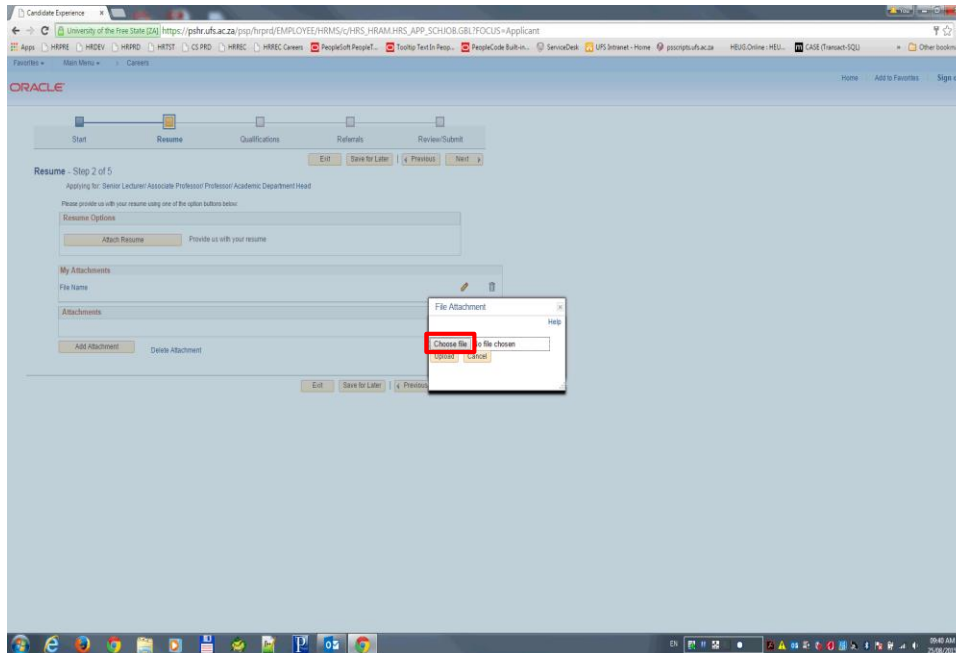 Candidate Experience
University of the Free State [ZA] https://pshr.ufs.ac.za/psp/hrprd/EMPLOYEE/HRMS/c/HRS_HRAM.HRS_APP_SCHJOB.GBL?FOCUS=Applicant
Apps HRPRE HRDEV HRPRD HRTST CS PRD HRREC HRREC Careers PeopleSoft PeopleT... Tooltip Text In Peop... PeopleCode Built-in... ServiceDesk UFS Intranet - Home psscripts.ufs.ac.za HEUG.Online : HEU... CASE (Transact-SQL) » Other bookm
Favorites Main Menu Careers
Home Add to Favorites Sign
ORACLE
Start Resume Qualifications Referrals Review/Submit
Exit Save for Later | Previous Next
Resume - Step 2 of 5
Applying for: Senior Lecturer/ Associate Professor/ Professor/ Academic Department Head
Please provide us with your resume using one of the option buttons below:
Resume Options
Attach Resume Provide us with your resume
My Attachments
File Name
Attachments
Add Attachment Delete Attachment
Exit Save for Later | Previous
File Attachment
Help
Choose file o file chosen
Upload Cancel
EN
09:40 AM
25/08/201